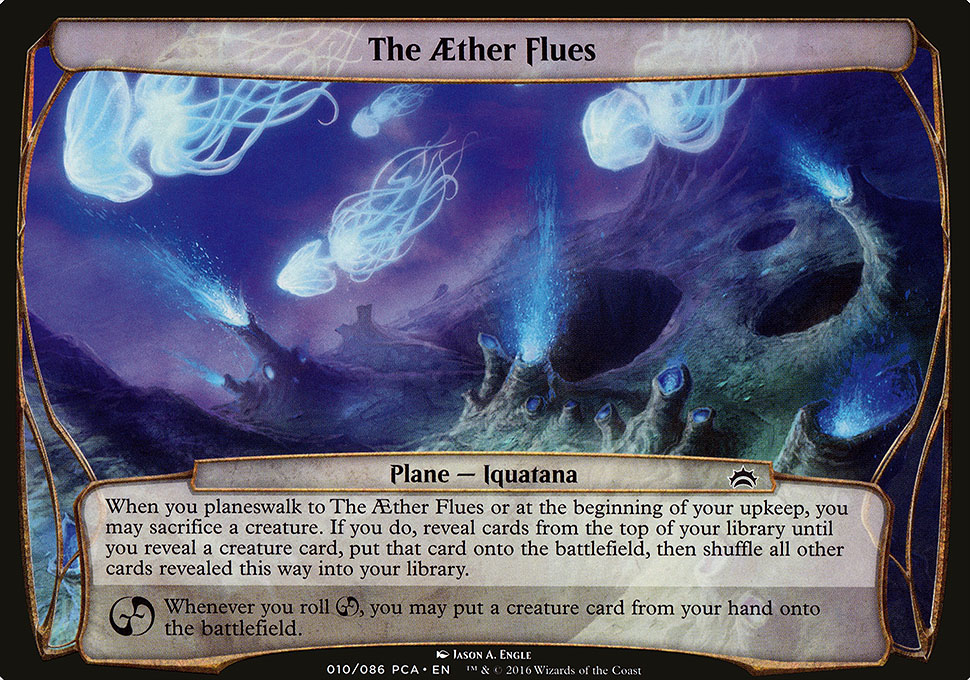 The Æther Flues
Plane — Iquatana
When you planeswalk to The Æther Flues or at the beginning of your upkeep, you
may sacrifice a creature. If you do, reveal cards from the top of your library until
you reveal a creature card, put that card onto the battlefield, then shuffle all other
cards revealed this way into your library.
Whenever you roll , you may put a creature card from your hand onto
the battlefield.
Jason A. Engle
010/086 PCA • EN ™ & © 2016 Wizards of the Coast